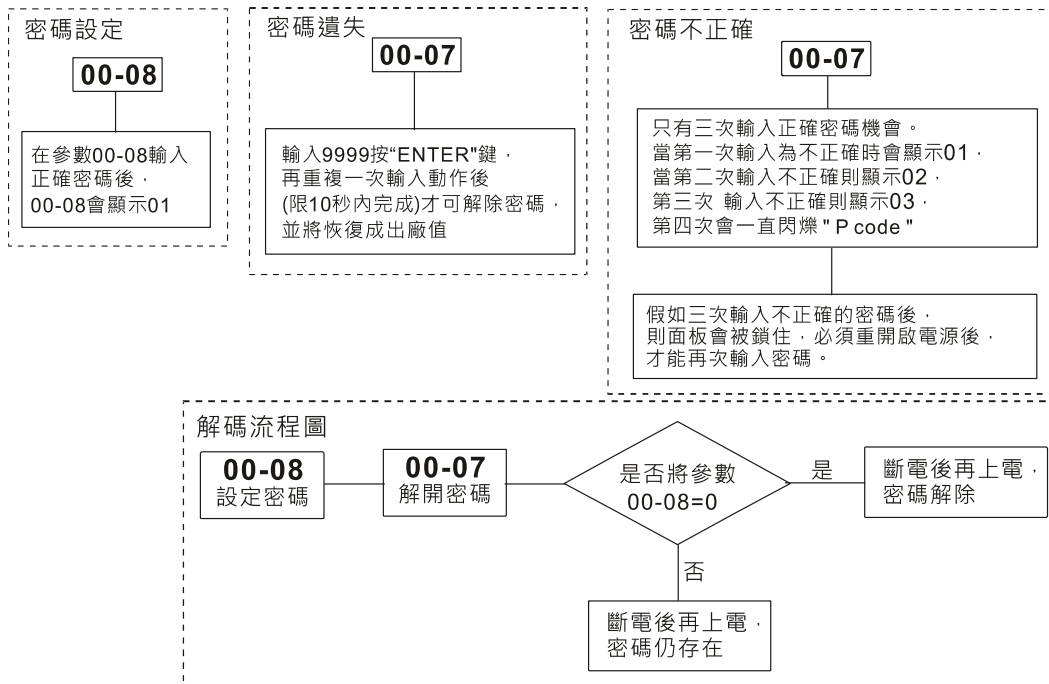 密碼設定
00-08
在參數00-08輸入
正確密碼後，
00-08會顯示01
密碼遺失
00-07
輸入9999按“ENTER"鍵，
再重複一次輸入動作後
(限10秒內完成)才可解除密碼，
並將恢復成出廠值
密碼不正確
00-07
只有三次輸入正確密碼機會。
當第一次輸入為不正確時會顯示01，
當第二次輸入不正確則顯示02，
第三次 輸入不正確則顯示03，
第四次會一直閃爍 " P code "
假如三次輸入不正確的密碼後，
則面板會被鎖住，必須重開啟電源後，
才能再次輸入密碼。
解碼流程圖
00-08
設定密碼
00-07
解開密碼
是否將參數
00-08=0
是
斷電後再上電，
密碼解除
否
斷電後再上電，
密碼仍存在